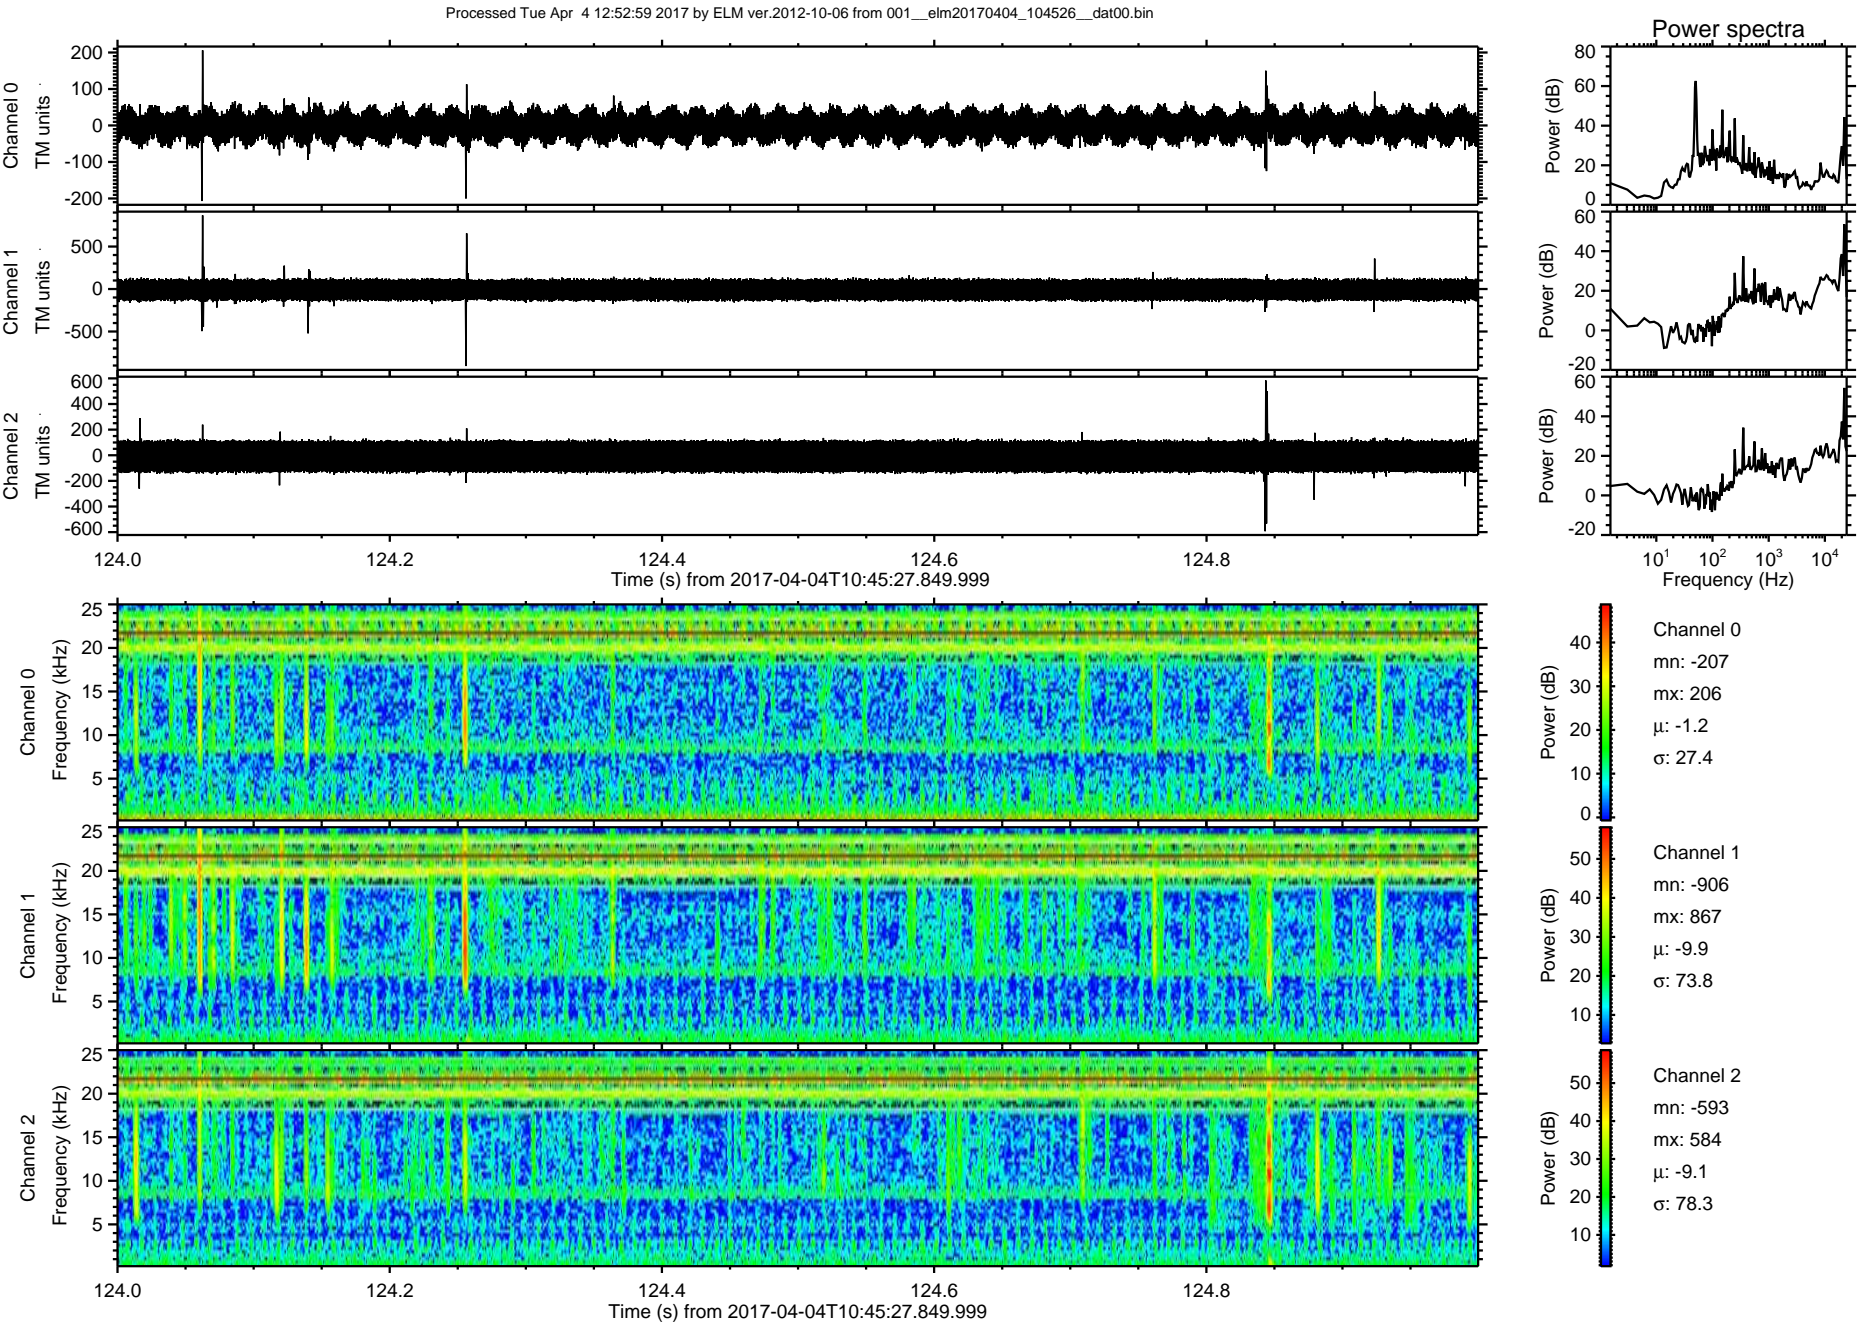 Processed Tue Apr  4 12:52:59 2017 by ELM ver.2012-10-06 from 001__elm20170404_104526__dat00.bin
Power spectra
Channel 0
TM units
200
100
0
-100
-200
Power (dB)
80
60
40
20
0
Channel 1
TM units
500
0
-500
Power (dB)
60
40
20
0
-20
Channel 2
TM units
600
400
200
0
-200
-400
-600
Power (dB)
60
40
20
0
-20
124.0 124.2 124.4 124.6 124.8
Time (s) from 2017-04-04T10:45:27.849.999
10¹ 10² 10³ 10⁴
Frequency (Hz)
Channel 0
Frequency (kHz)
25
20
15
10
5
Power (dB)
40
30
20
10
0
Channel 0
mn: -207
mx: 206
μ: -1.2
σ: 27.4
Channel 1
Frequency (kHz)
25
20
15
10
5
Power (dB)
50
40
30
20
10
Channel 1
mn: -906
mx: 867
μ: -9.9
σ: 73.8
Channel 2
Frequency (kHz)
25
20
15
10
5
Power (dB)
50
40
30
20
10
Channel 2
mn: -593
mx: 584
μ: -9.1
σ: 78.3
124.0 124.2 124.4 124.6 124.8
Time (s) from 2017-04-04T10:45:27.849.999